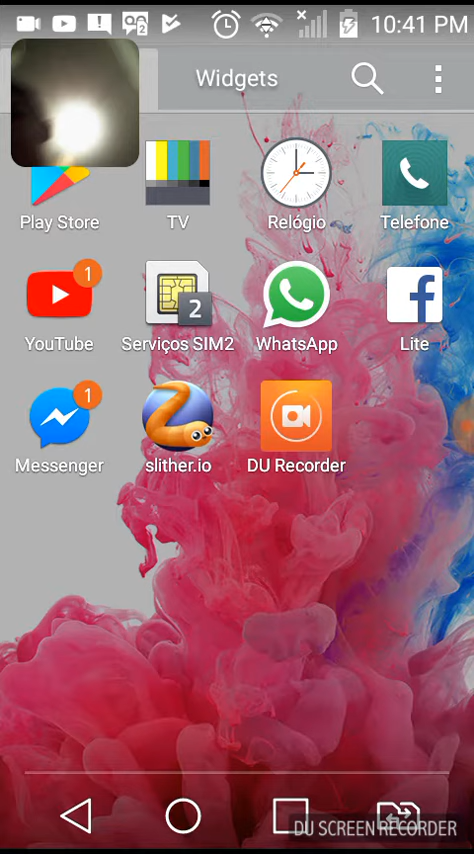 10:41 PM
Widgets
Play Store
TV
Relógio
Telefone
1
2
YouTube
Serviços SIM2
WhatsApp
Lite
1
Messenger
slither.io
DU Recorder
DU SCREEN RECORDER